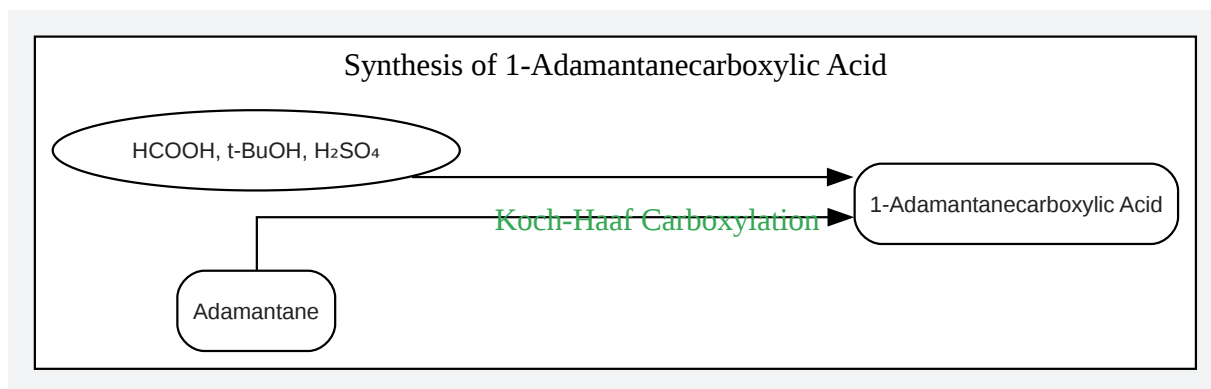 Synthesis of 1-Adamantanecarboxylic Acid
HCOOH, t-BuOH, H₂SO₄
1-Adamantanecarboxylic Acid
Koch-Haaf Carboxylation
Adamantane